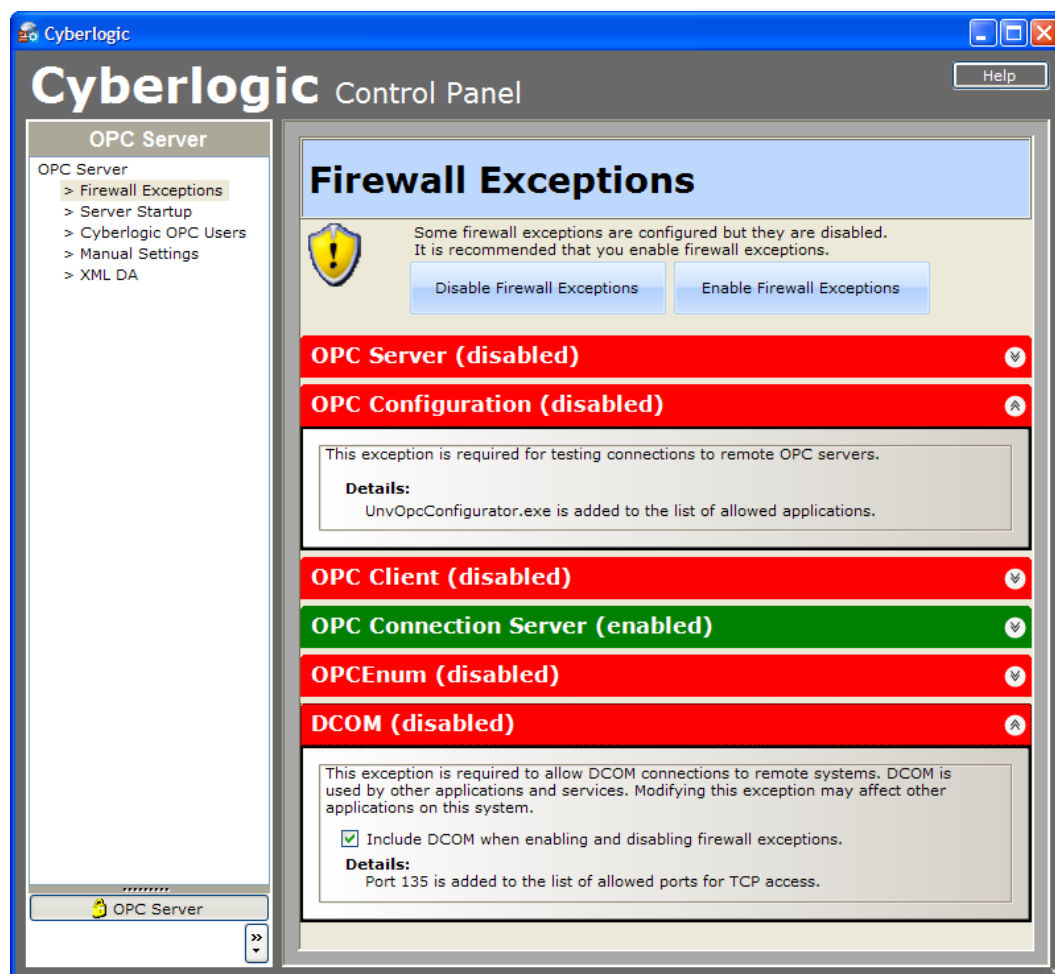 Cyberlogic
Cyberlogic Control Panel
Help
OPC Server
OPC Server
> Firewall Exceptions
> Server Startup
> Cyberlogic OPC Users
> Manual Settings
> XML DA
OPC Server
Firewall Exceptions
Some firewall exceptions are configured but they are disabled.
It is recommended that you enable firewall exceptions.
Disable Firewall Exceptions
Enable Firewall Exceptions
OPC Server (disabled)
OPC Configuration (disabled)
This exception is required for testing connections to remote OPC servers.
Details:
UnvOpcConfigurator.exe is added to the list of allowed applications.
OPC Client (disabled)
OPC Connection Server (enabled)
OPCEnum (disabled)
DCOM (disabled)
This exception is required to allow DCOM connections to remote systems. DCOM is
used by other applications and services. Modifying this exception may affect other
applications on this system.
Include DCOM when enabling and disabling firewall exceptions.
Details:
Port 135 is added to the list of allowed ports for TCP access.